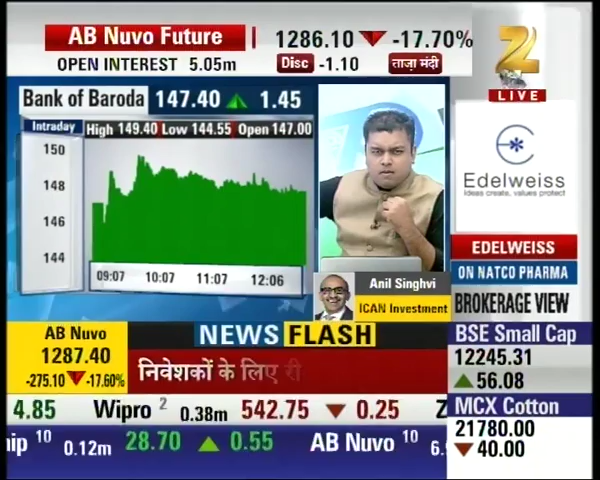 AB Nuvo Future
1286.10 -17.70%
OPEN INTEREST 5.05m
Disc -1.10 ताज़ा मंदी
LIVE
Bank of Baroda 147.40 1.45
Intraday High 149.40 Low 144.55 Open 147.00
150
148
146
144
09:07 10:07 11:07 12:06
Edelweiss
Ideas create, values protect
EDELWEISS
ON NATCO PHARMA
BROKERAGE VIEW
Anil Singhvi
ICAN Investment
AB Nuvo
1287.40
-275.10 -17.60%
NEWS FLASH
निवेशकों के लिए
BSE Small Cap
12245.31
56.08
4.85 Wipro 2 0.38m 542.75 0.25 Z
MCX Cotton
21780.00
40.00
ip 10 0.12m 28.70 0.55 AB Nuvo 10 6.